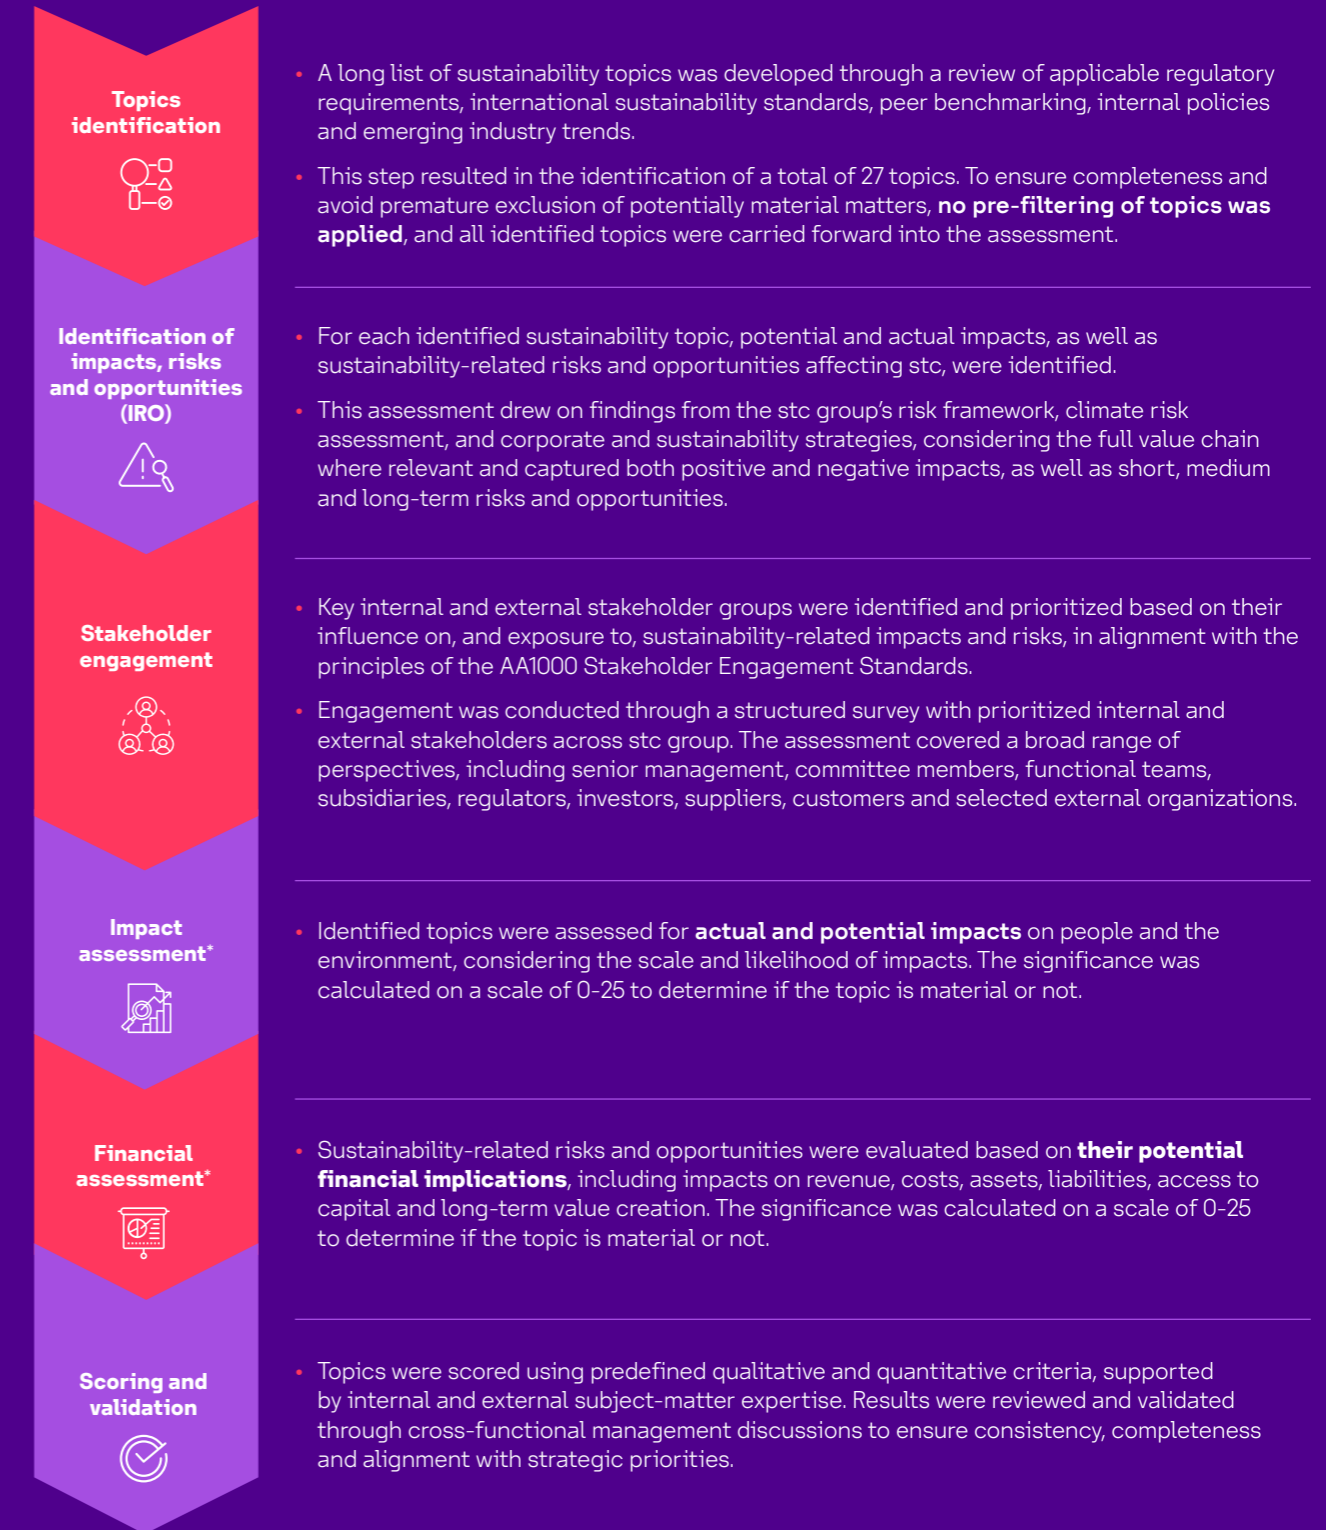 Topics
identification
• A long list of sustainability topics was developed through a review of applicable regulatory
requirements, international sustainability standards, peer benchmarking, internal policies
and emerging industry trends.
• This step resulted in the identification of a total of 27 topics. To ensure completeness and
avoid premature exclusion of potentially material matters, no pre-filtering of topics was
applied, and all identified topics were carried forward into the assessment.
Identification of
impacts, risks
and opportunities
(IRO)
• For each identified sustainability topic, potential and actual impacts, as well as
sustainability-related risks and opportunities affecting stc, were identified.
• This assessment drew on findings from the stc group’s risk framework, climate risk
assessment, and corporate and sustainability strategies, considering the full value chain
where relevant and captured both positive and negative impacts, as well as short, medium
and long-term risks and opportunities.
Stakeholder
engagement
• Key internal and external stakeholder groups were identified and prioritized based on their
influence on, and exposure to, sustainability-related impacts and risks, in alignment with the
principles of the AA1000 Stakeholder Engagement Standards.
• Engagement was conducted through a structured survey with prioritized internal and
external stakeholders across stc group. The assessment covered a broad range of
perspectives, including senior management, committee members, functional teams,
subsidiaries, regulators, investors, suppliers, customers and selected external organizations.
Impact
assessment*
• Identified topics were assessed for actual and potential impacts on people and the
environment, considering the scale and likelihood of impacts. The significance was
calculated on a scale of 0-25 to determine if the topic is material or not.
Financial
assessment*
• Sustainability-related risks and opportunities were evaluated based on their potential
financial implications, including impacts on revenue, costs, assets, liabilities, access to
capital and long-term value creation. The significance was calculated on a scale of 0-25
to determine if the topic is material or not.
Scoring and
validation
• Topics were scored using predefined qualitative and quantitative criteria, supported
by internal and external subject-matter expertise. Results were reviewed and validated
through cross-functional management discussions to ensure consistency, completeness
and alignment with strategic priorities.